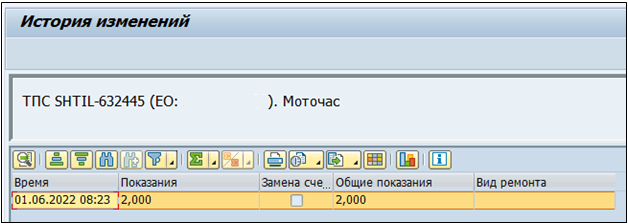 История изменений
ТПС SHTIL-632445 (ЕО: ). Моточас
Время Показания Замена сче... Общие показания Вид ремонта
01.06.2022 08:23 2,000 2,000